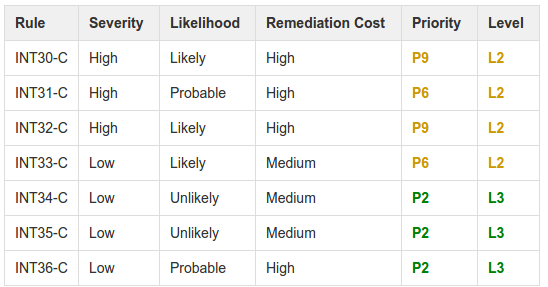 Rule Severity Likelihood Remediation Cost Priority Level
INT30-C High Likely High P9 L2
INT31-C High Probable High P6 L2
INT32-C High Likely High P9 L2
INT33-C Low Likely Medium P6 L2
INT34-C Low Unlikely Medium P2 L3
INT35-C Low Unlikely Medium P2 L3
INT36-C Low Probable High P2 L3